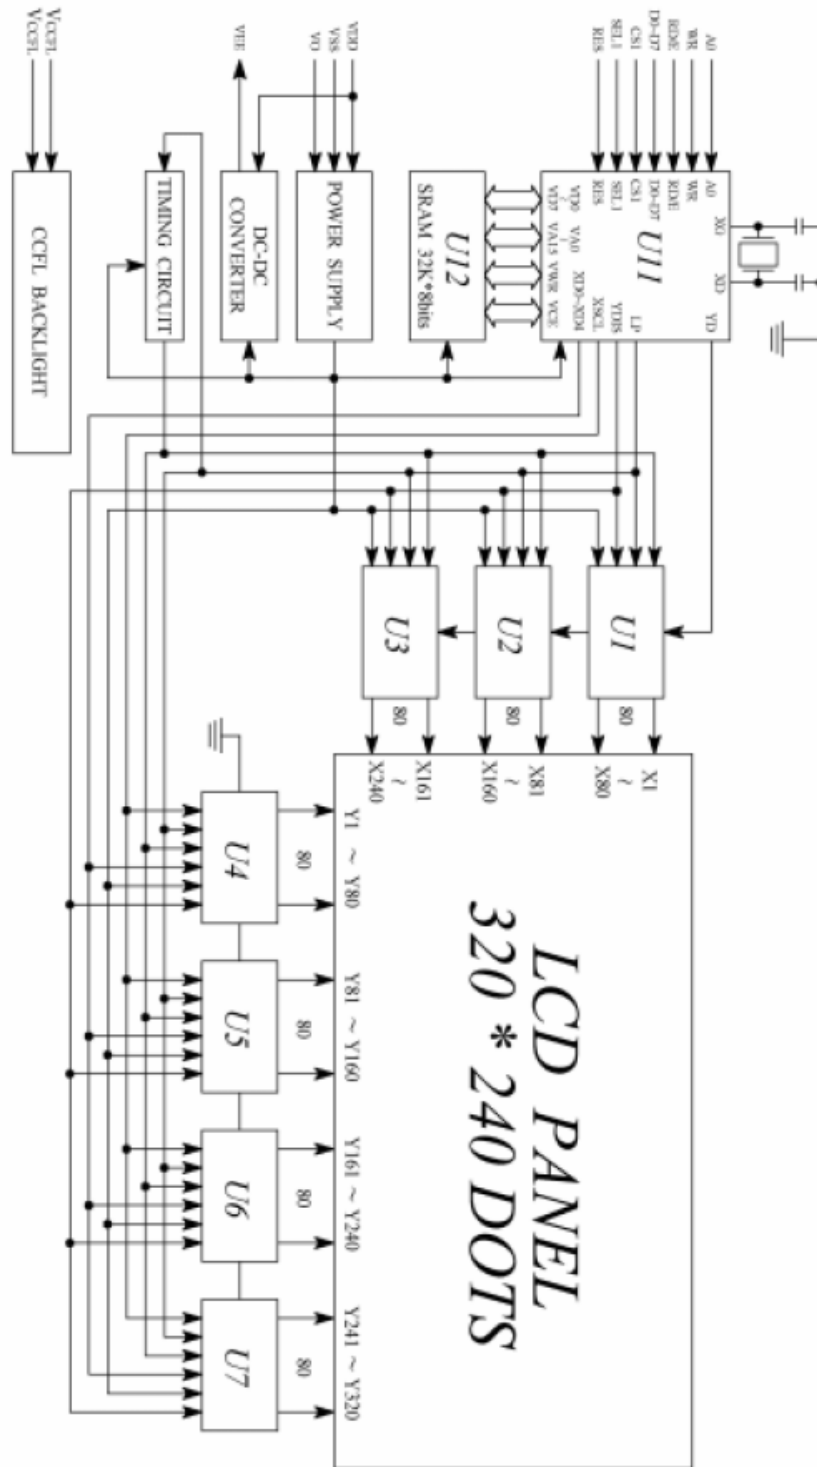 A0
WR
RD/E
D0~D7
CS1
SEL1
RES
A0
WR
RD/E
D0~D7
CS1
SEL1
RES
XG
XD
YD
U11
VD0
~
VD7
VA0
~
VA15
VWR
VCE
XD0~XD4
XSCL
YDIS
LP
U12
SRAM 32K*8bits
VDD
VSS
VO
POWER SUPPLY
VEE
DC-DC
CONVERTER
TIMING CIRCUIT
VCCFL
VCCFL
CCFL BACKLIGHT
U1
80
U2
80
U3
80
X1
~
X80
X81
~
X160
X161
~
X240
LCD PANEL
320 * 240 DOTS
Y1 ~ Y80
80
U4
Y81 ~ Y160
80
U5
Y161 ~ Y240
80
U6
Y241 ~ Y320
80
U7